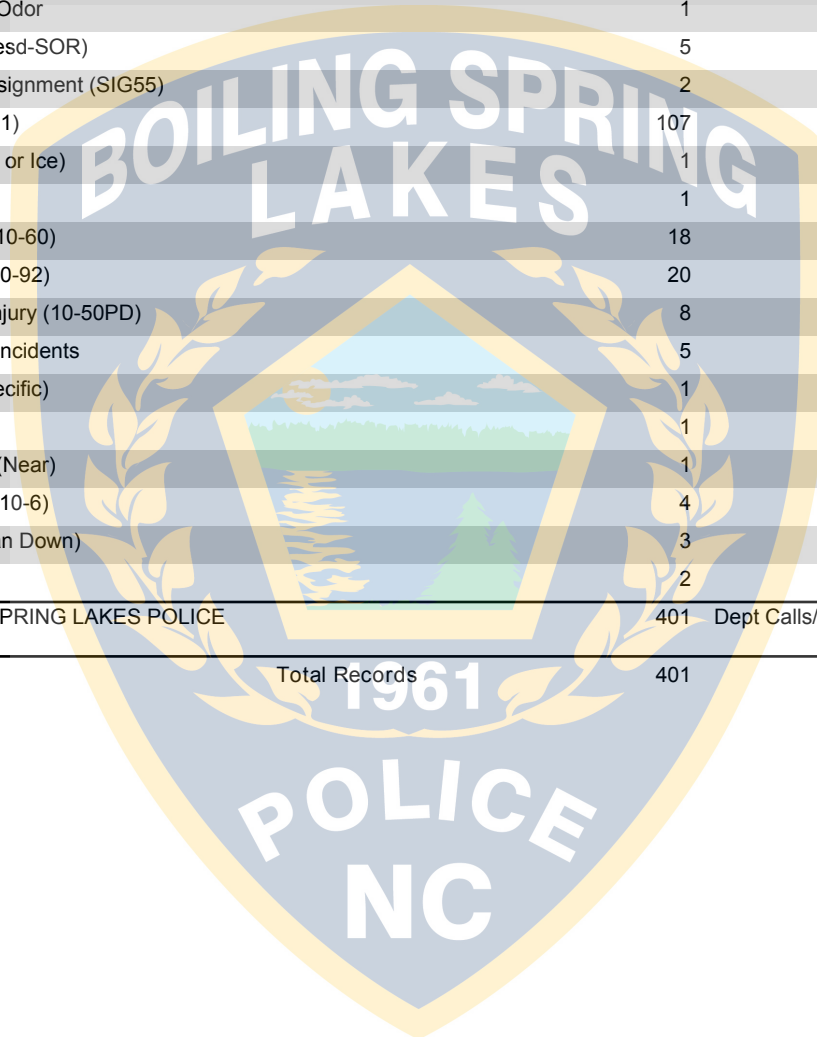 Odor 1
esd-SOR) 5
signment (SIG55) 2
1) 107
or Ice) 1
1
10-60) 18
0-92) 20
jury (10-50PD) 8
ncidents 5
ecific) 1
1
(Near) 1
10-6) 4
an Down) 3
2
PRING LAKES POLICE 401 Dept Calls/
Total Records 401
BOILING SPRING
LAKES
1961
POLICE
NC